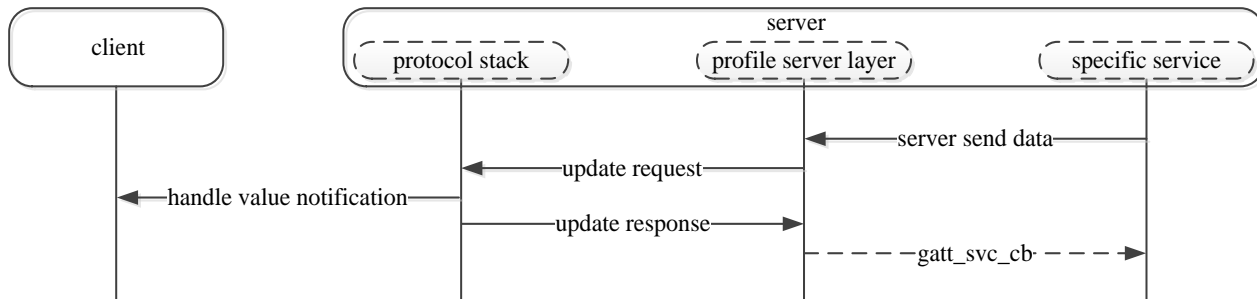 server
client
protocol stack
profile server layer
specific service
server send data
update request
handle value notification
update response
gatt_svc_cb